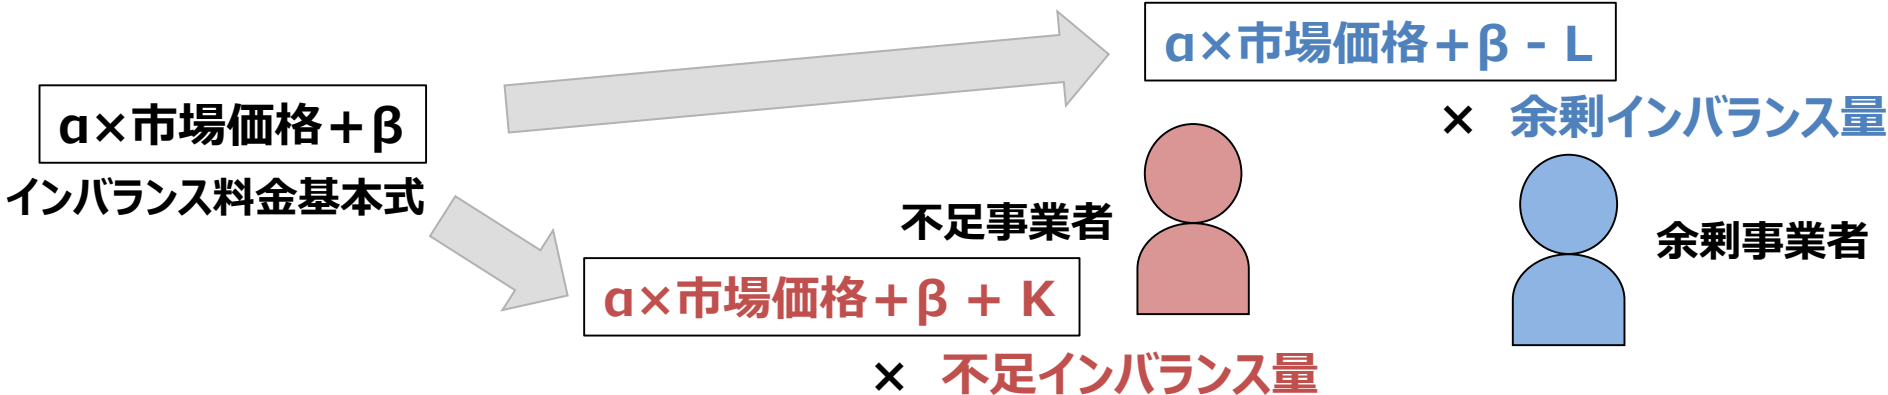 α×市場価格＋β
インバランス料金基本式
α×市場価格＋β - L
× 余剰インバランス量
不足事業者
余剰事業者
α×市場価格＋β + K
× 不足インバランス量